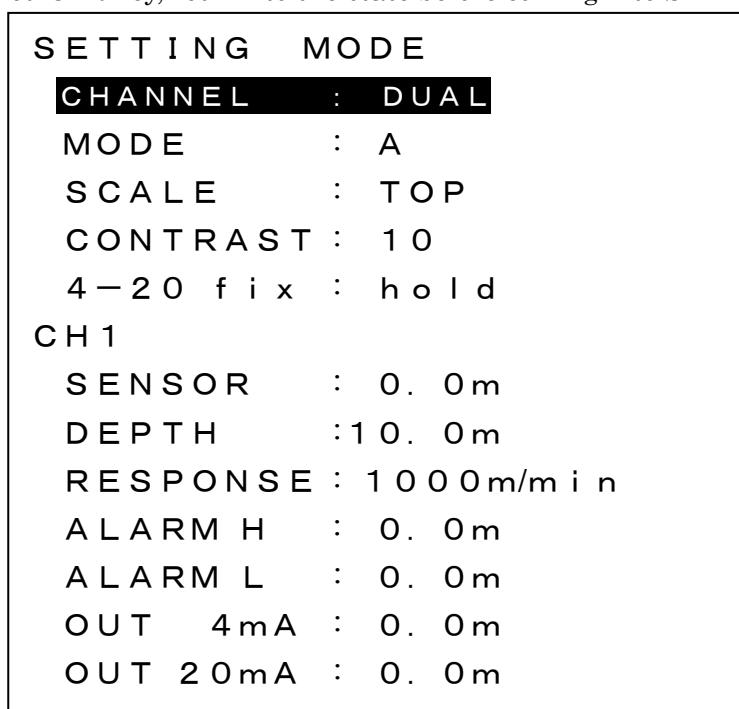 SETTING MODE
CHANNEL : DUAL
MODE : A
SCALE : TOP
CONTRAST : 10
4-20 fix : hold
CH1
SENSOR : 0.0m
DEPTH :10.0m
RESPONSE : 1000m/min
ALARM H : 0.0m
ALARM L : 0.0m
OUT 4mA : 0.0m
OUT 20mA : 0.0m